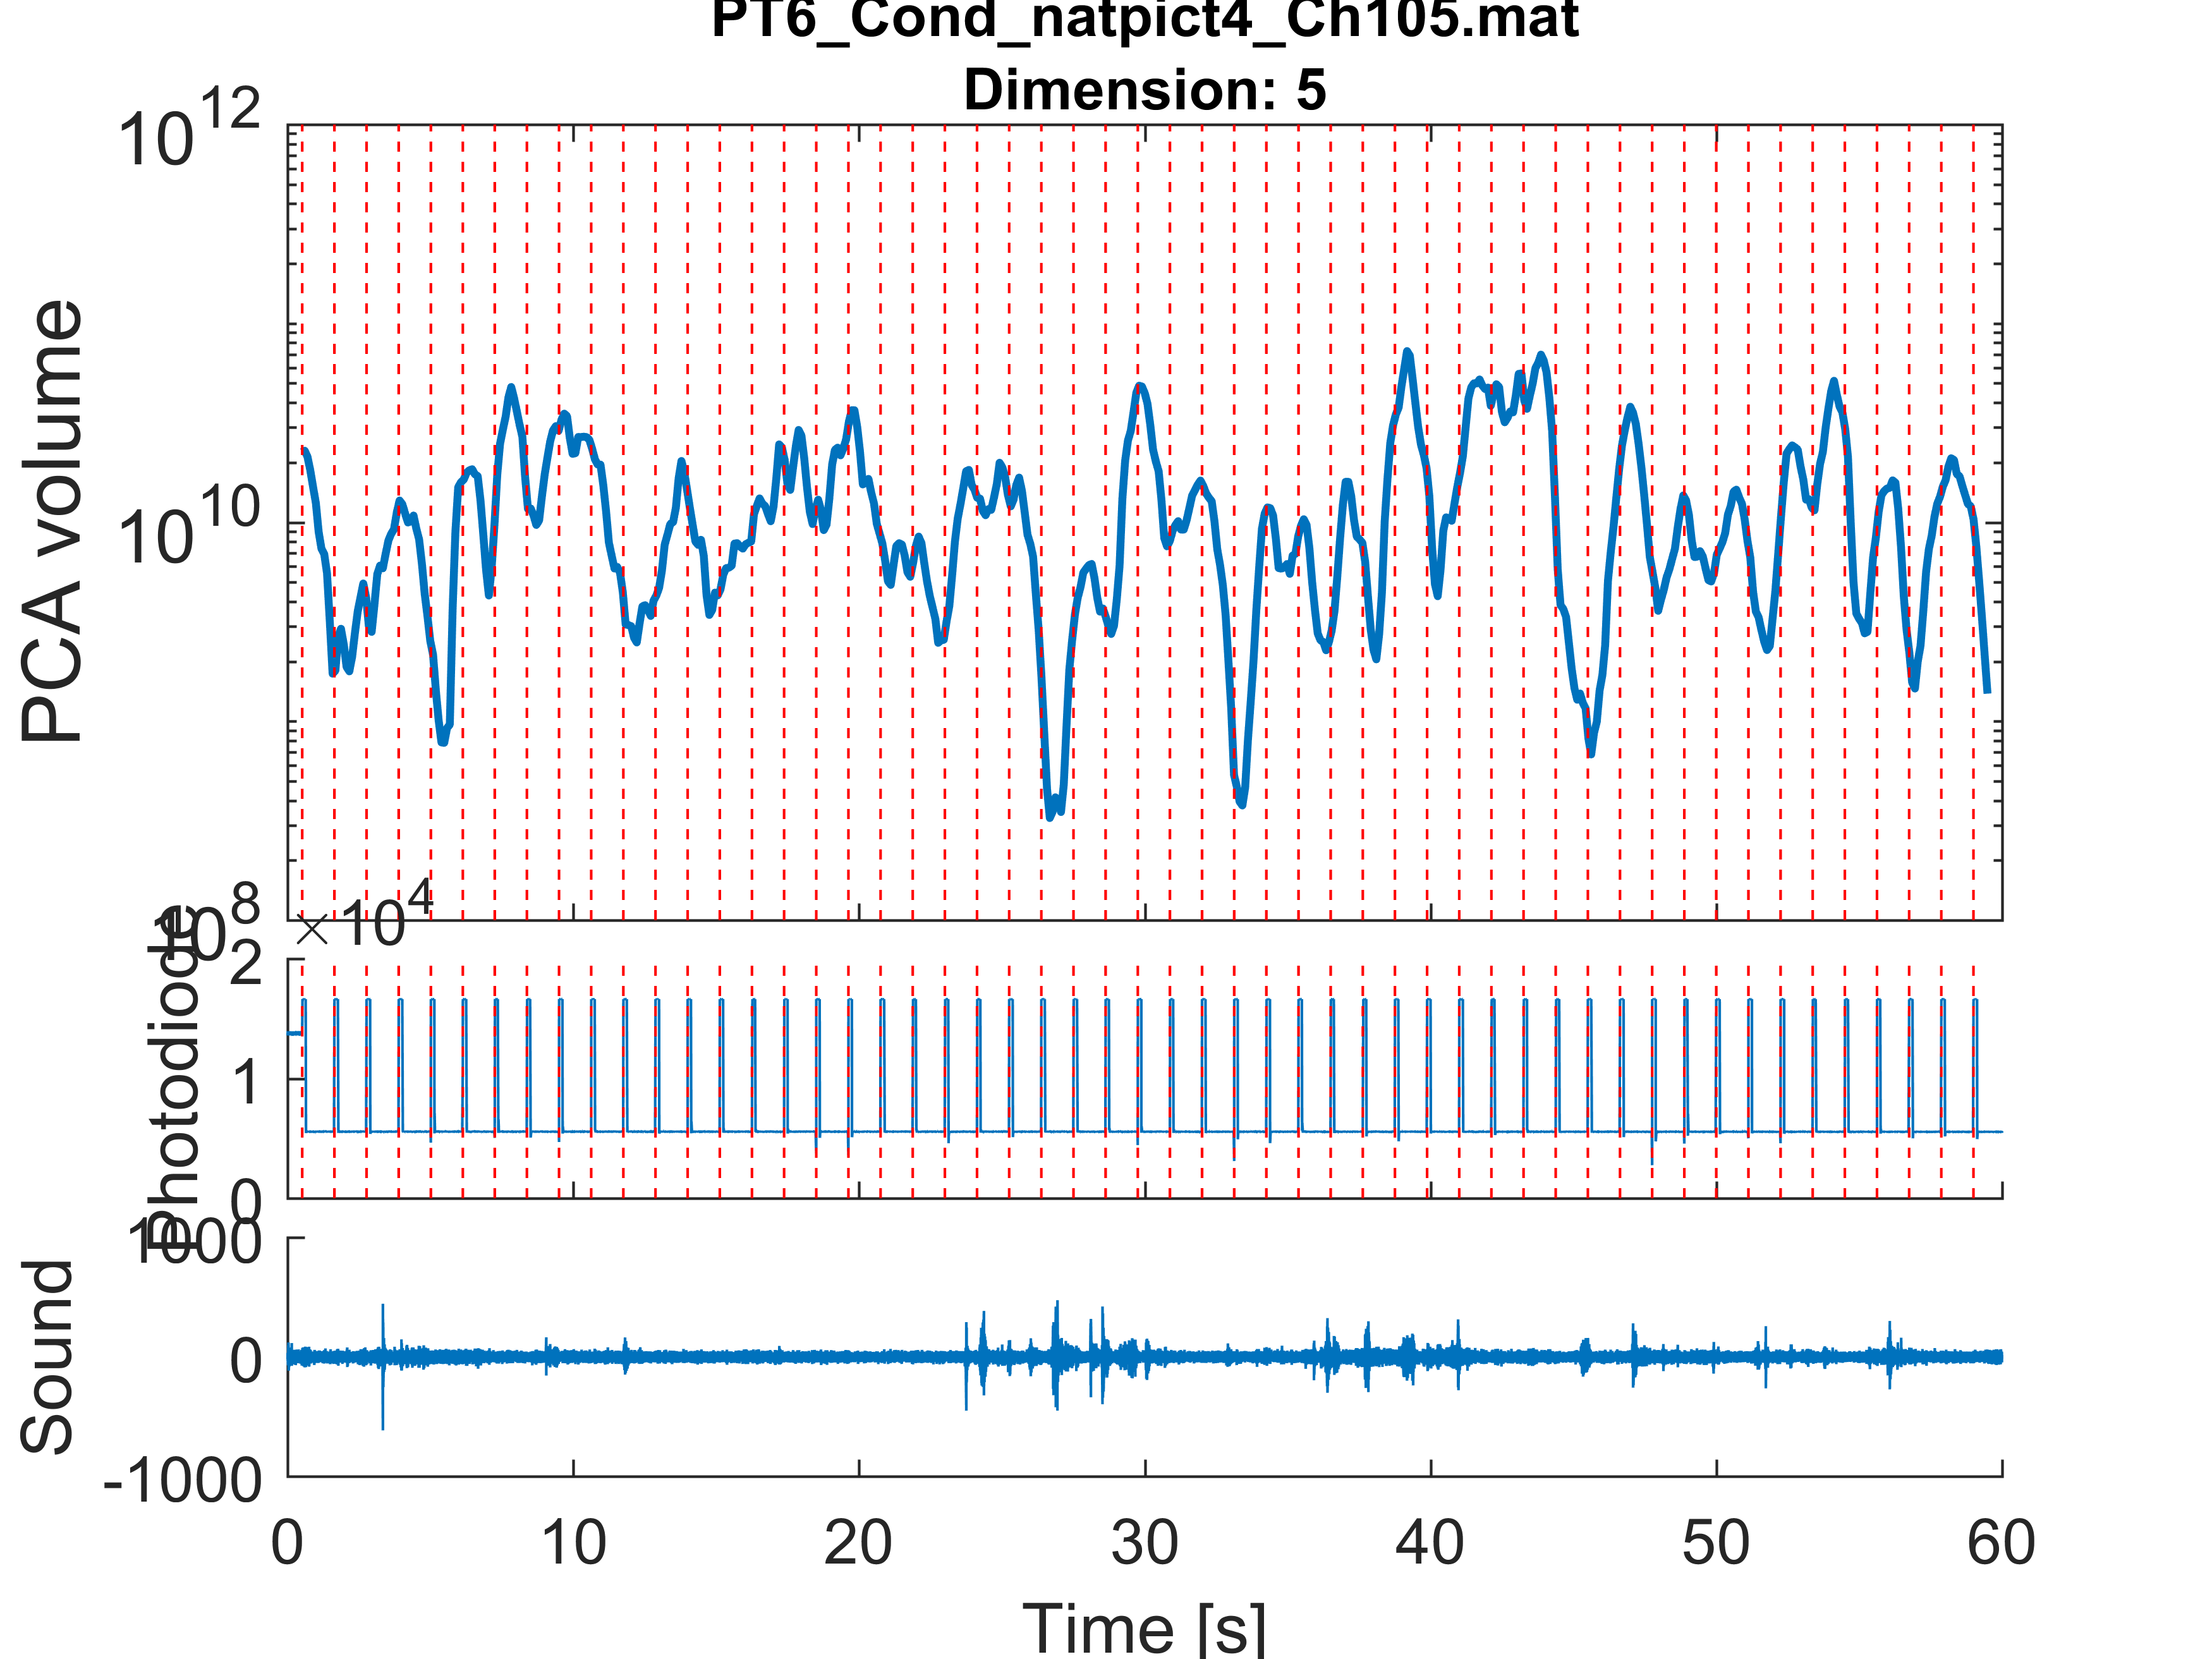 PT6_Cond_natpict4_Ch105.mat
Dimension: 5
PCA volume
10^12
10^10
10^8
×10^4
Photodiode
2
1
0
Sound
1000
0
-1000
0 10 20 30 40 50 60
Time [s]